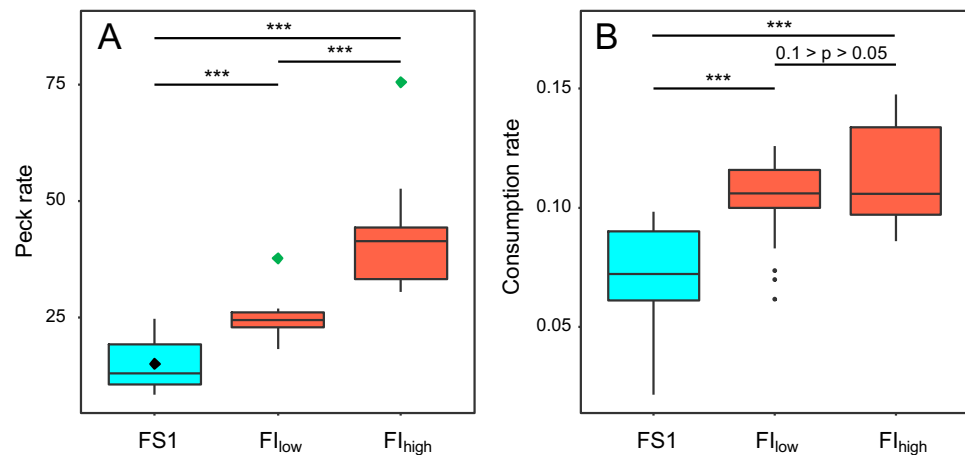 A
***
***
***
75
50
25
Peck rate
FS1
FIlow
FIhigh
B
***
0.1 > p > 0.05
***
0.15
0.10
0.05
Consumption rate
FS1
FIlow
FIhigh